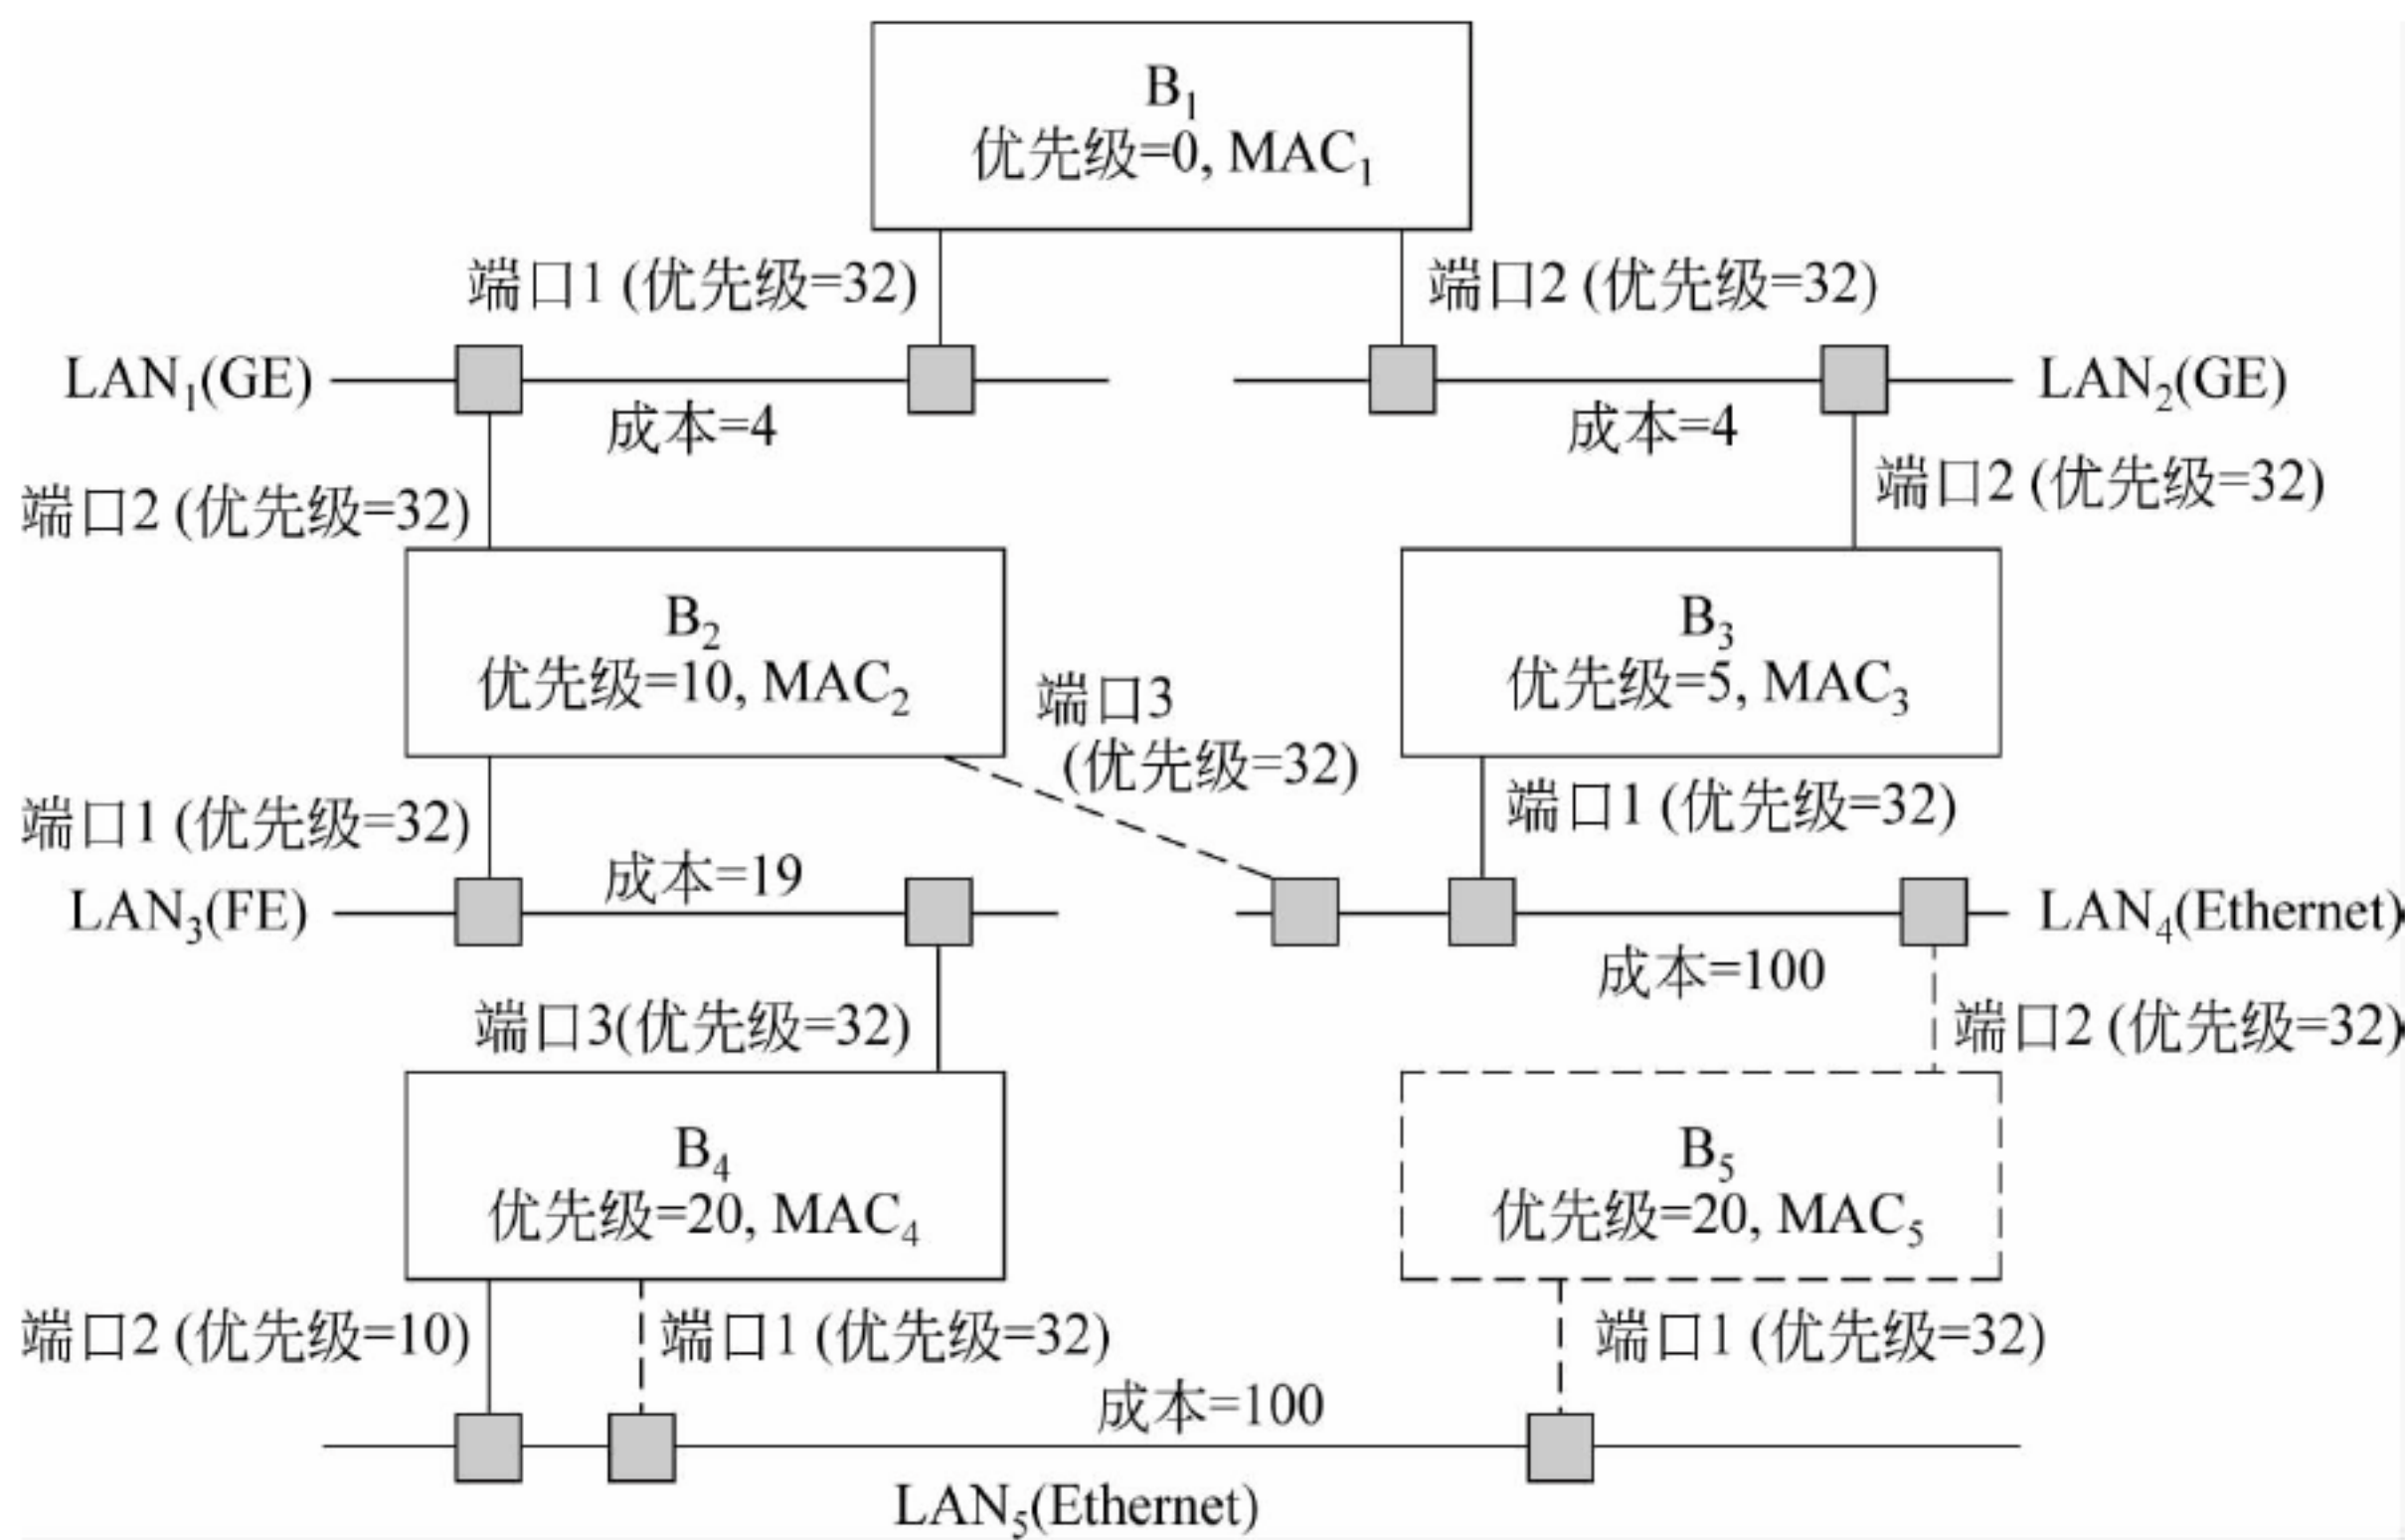 B₁
优先级=0, MAC₁
端口1 (优先级=32)
端口2 (优先级=32)
LAN₁(GE)
成本=4
成本=4
LAN₂(GE)
端口2 (优先级=32)
端口2 (优先级=32)
B₂
优先级=10, MAC₂
端口3
(优先级=32)
B₃
优先级=5, MAC₃
端口1 (优先级=32)
端口1 (优先级=32)
LAN₃(FE)
成本=19
成本=100
LAN₄(Ethernet)
端口3(优先级=32)
端口2 (优先级=32)
B₄
优先级=20, MAC₄
B₅
优先级=20, MAC₅
端口2 (优先级=10)
端口1 (优先级=32)
端口1 (优先级=32)
成本=100
LAN₅(Ethernet)